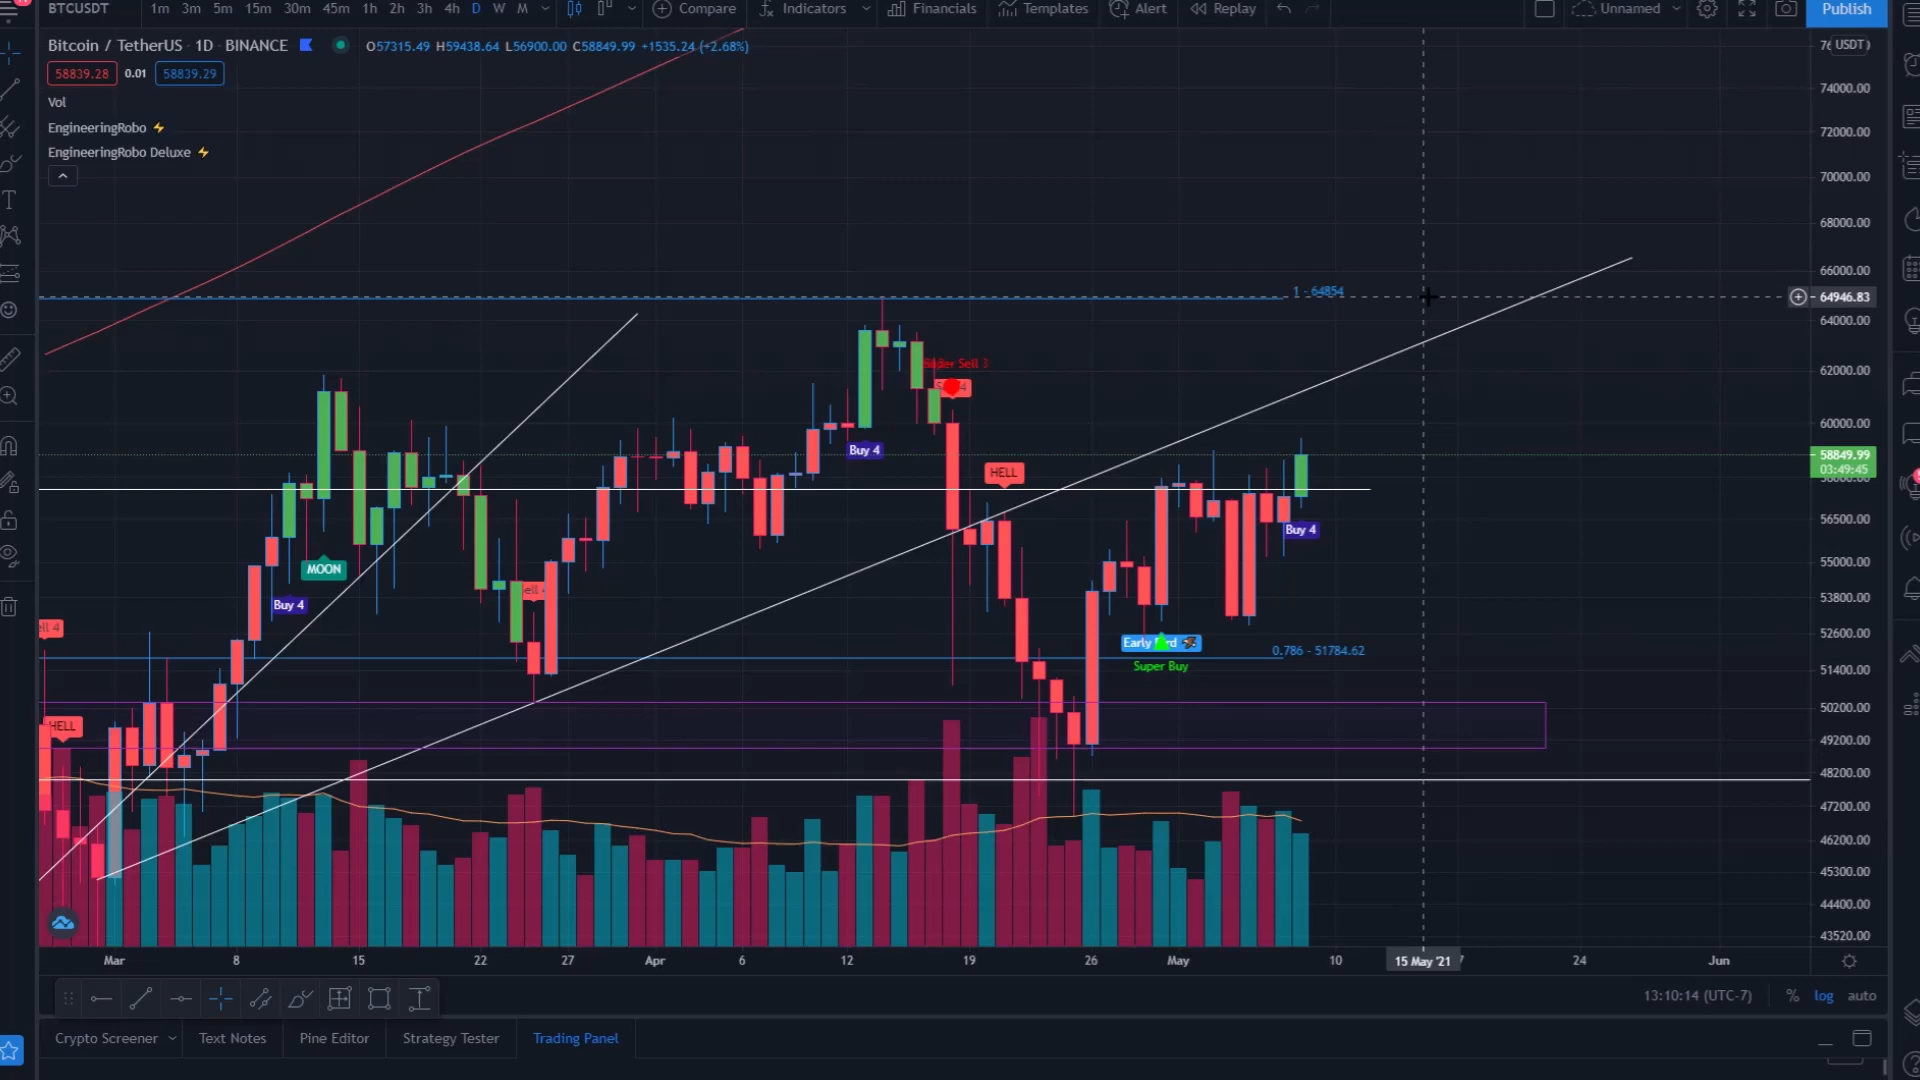 BTCUSDT 1m 3m 5m 15m 30m 45m 1h 2h 3h 4h D W M Compare Indicators Financials Templates Alert Replay Unnamed Publish
Bitcoin / TetherUS · 1D · BINANCE O57315.49 H59438.64 L56900.00 C58849.99 +1535.24 (+2.68%)
USDT
58839.28 0.01 58839.29
Vol
EngineeringRobo
EngineeringRobo Deluxe
74000.00
72000.00
70000.00
68000.00
66000.00
1 - 64854
64946.83
64000.00
62000.00
Sell 3
60000.00
Buy 4
58849.99
03:49:45
58000.00
HELL
56500.00
Buy 4
55000.00
MOON
53800.00
Buy 4
52600.00
Early
Super Buy
0.786 - 51784.62
51400.00
50200.00
HELL
49200.00
48200.00
47200.00
46200.00
45300.00
44400.00
43520.00
Mar 8 15 22 27 Apr 6 12 19 26 May 10 15 May '21 24 Jun
13:10:14 (UTC-7) % log auto
Crypto Screener Text Notes Pine Editor Strategy Tester Trading Panel